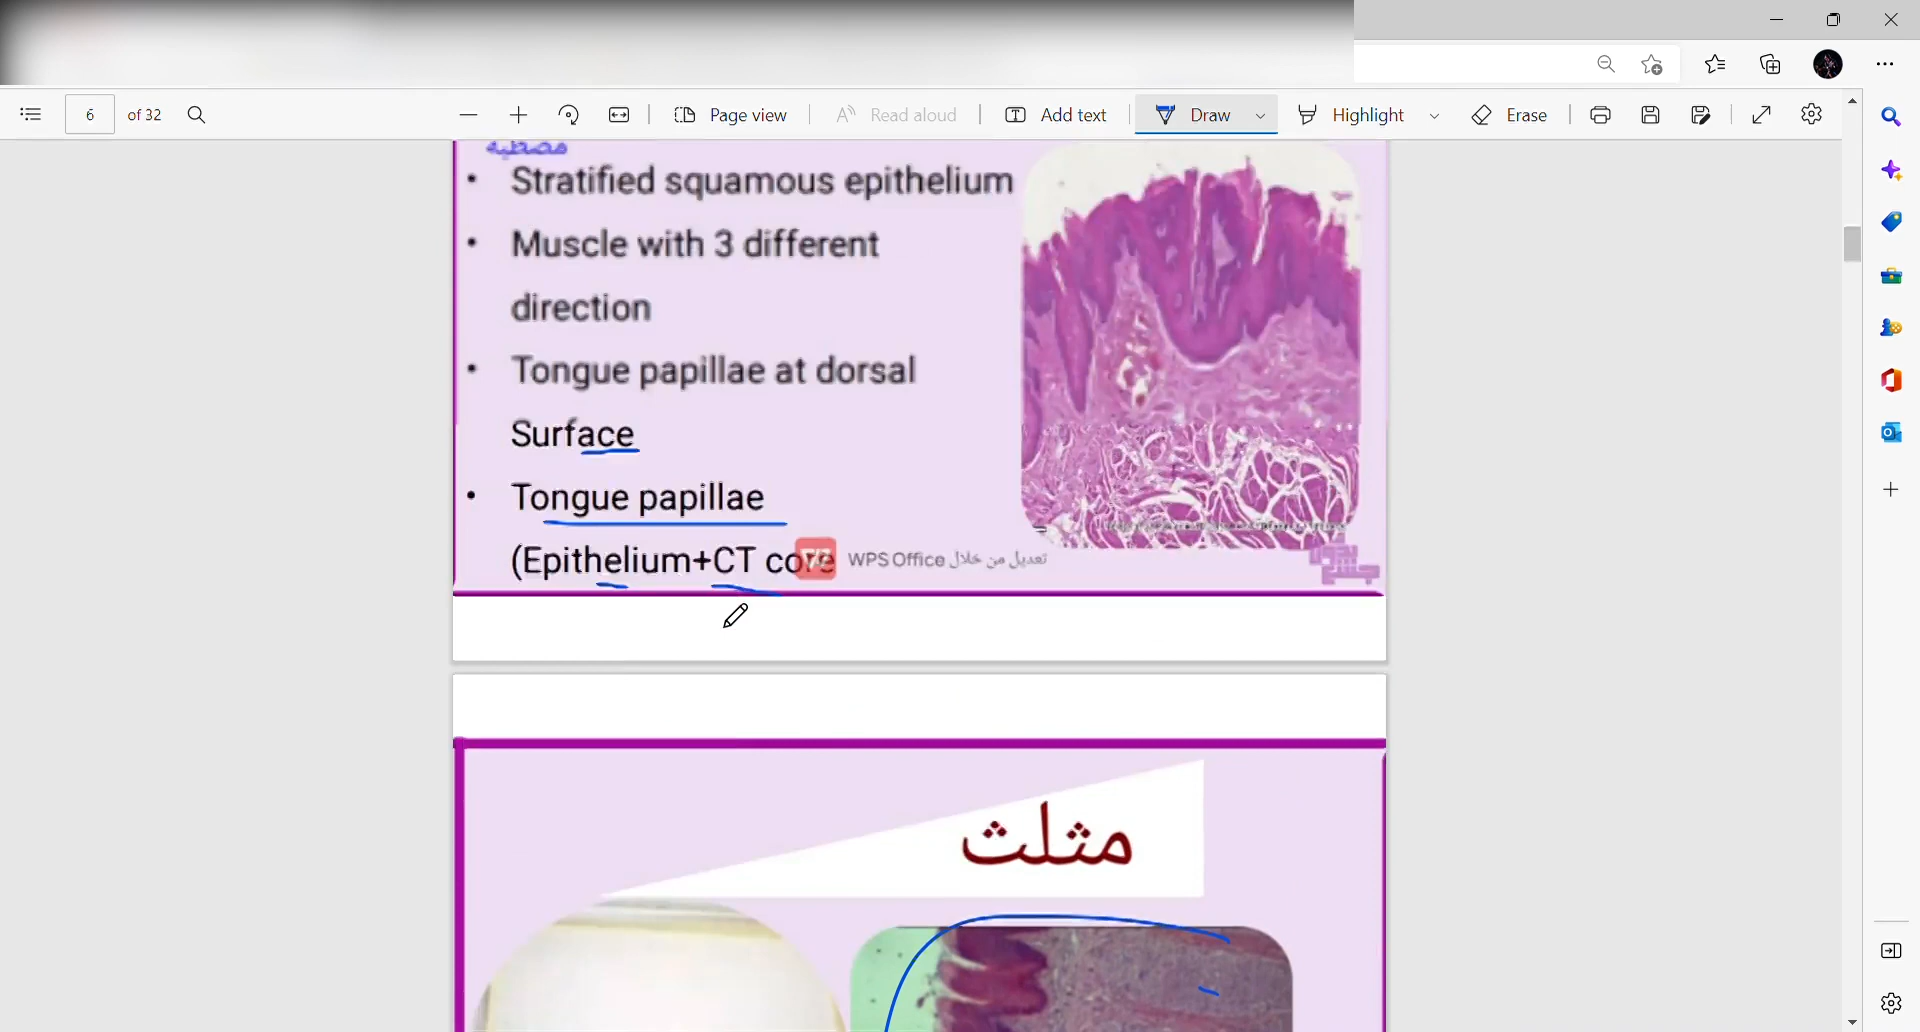 6 of 32
Page view
Read aloud
Add text
Draw
Highlight
Erase
• Stratified squamous epithelium
• Muscle with 3 different
direction
• Tongue papillae at dorsal
Surface
• Tongue papillae
(Epithelium+CT core
تعديل من خلال WPS Office
مثلث